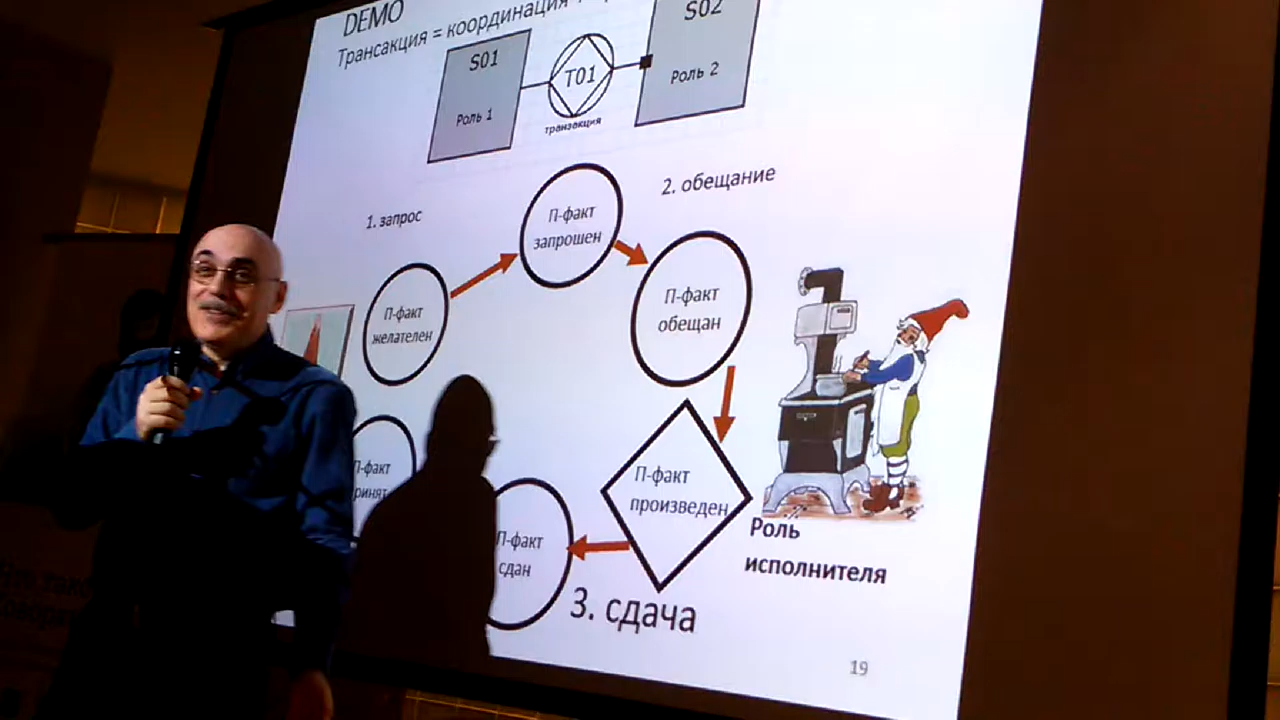 DEMO
Трансакция = координация
S01
Роль 1
T01
транзакция
S02
Роль 2
1. запрос
2. обещание
П-факт
запрошен
П-факт
желателен
П-факт
обещан
П-факт
П-факт
произведен
П-факт
сдан
3. сдача
Роль
исполнителя
19